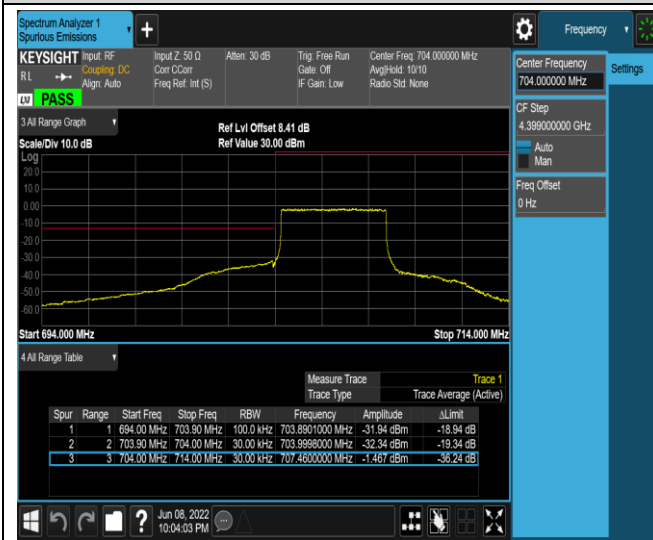 Spectrum Analyzer 1
Spurious Emissions
+
Frequency
KEYSIGHT Input: RF Input Z: 50 Ω Atten: 30 dB Trig: Free Run Center Freq: 704.000000 MHz
R L Coupling: DC Corr CCorr Gate: Off Avg|Hold: 10/10
Align: Auto Freq Ref: Int (S) IF Gain: Low Radio Std: None
LXI PASS
3 All Range Graph
Ref Lvl Offset 8.41 dB
Scale/Div 10.0 dB Ref Value 30.00 dBm
Log
20.0
10.0
0.00
-10.0
-20.0
-30.0
-40.0
-50.0
-60.0
Start 694.000 MHz Stop 714.000 MHz
4 All Range Table
Measure Trace Trace 1
Trace Type Trace Average (Active)
Spur Range Start Freq Stop Freq RBW Frequency Amplitude ΔLimit
1 1 694.00 MHz 703.90 MHz 100.0 kHz 703.8901000 MHz -31.94 dBm -18.94 dB
2 2 703.90 MHz 704.00 MHz 30.00 kHz 703.9998000 MHz -32.34 dBm -19.34 dB
3 3 704.00 MHz 714.00 MHz 30.00 kHz 707.4600000 MHz -1.467 dBm -36.24 dB
Center Frequency
704.000000 MHz
Settings
CF Step
4.399000000 GHz
Auto
Man
Freq Offset
0 Hz
? Jun 08, 2022
10:04:03 PM